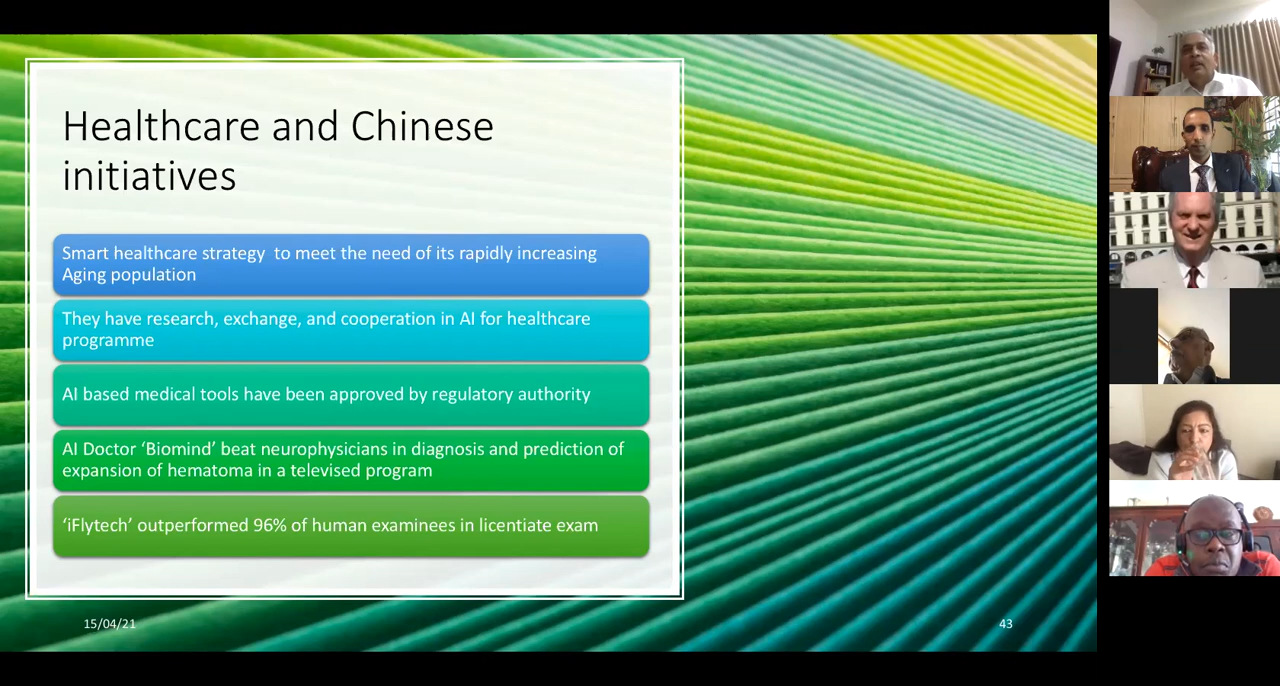 Healthcare and Chinese
initiatives
Smart healthcare strategy  to meet the need of its rapidly increasing
Aging population
They have research, exchange, and cooperation in AI for healthcare
programme
AI based medical tools have been approved by regulatory authority
AI Doctor ‘Biomind’ beat neurophysicians in diagnosis and prediction of
expansion of hematoma in a televised program
‘iFlytech’ outperformed 96% of human examinees in licentiate exam
15/04/21
43